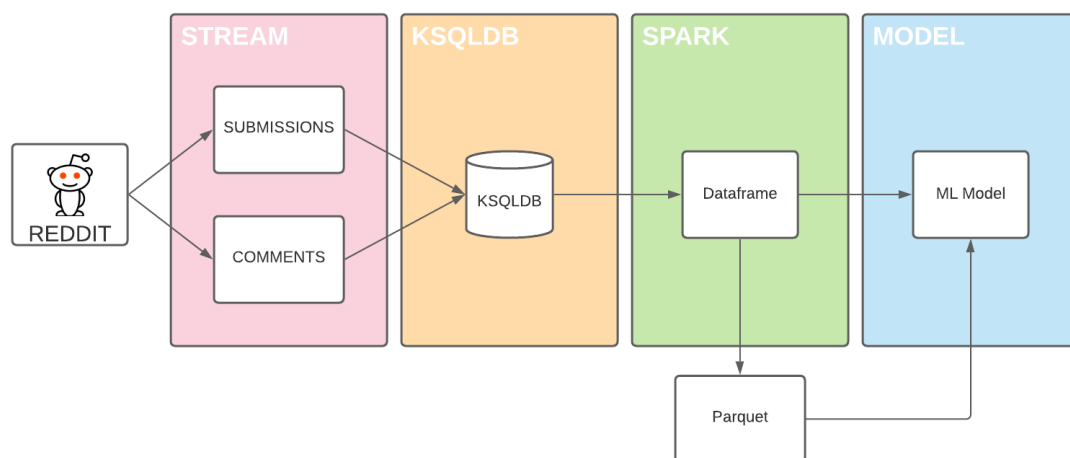 STREAM
KSQLDB
SPARK
MODEL
SUBMISSIONS
REDDIT
COMMENTS
KSQLDB
Dataframe
ML Model
Parquet